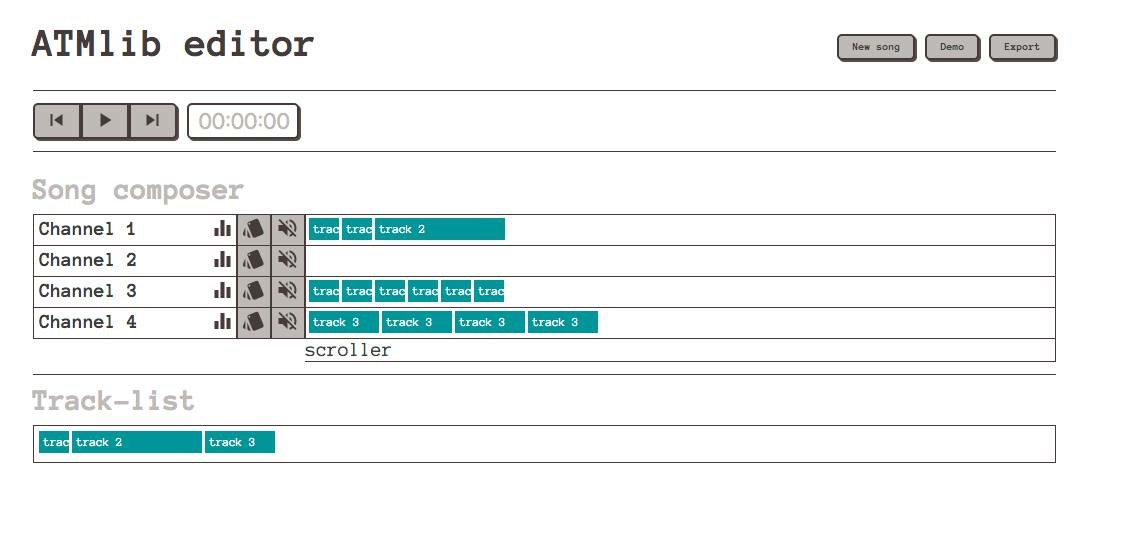 ATMlib editor
New song Demo Export
00:00:00
Song composer
Channel 1 trac trac track 2
Channel 2
Channel 3 trac trac trac trac trac trac
Channel 4 track 3 track 3 track 3 track 3
scroller
Track-list
trac track 2 track 3